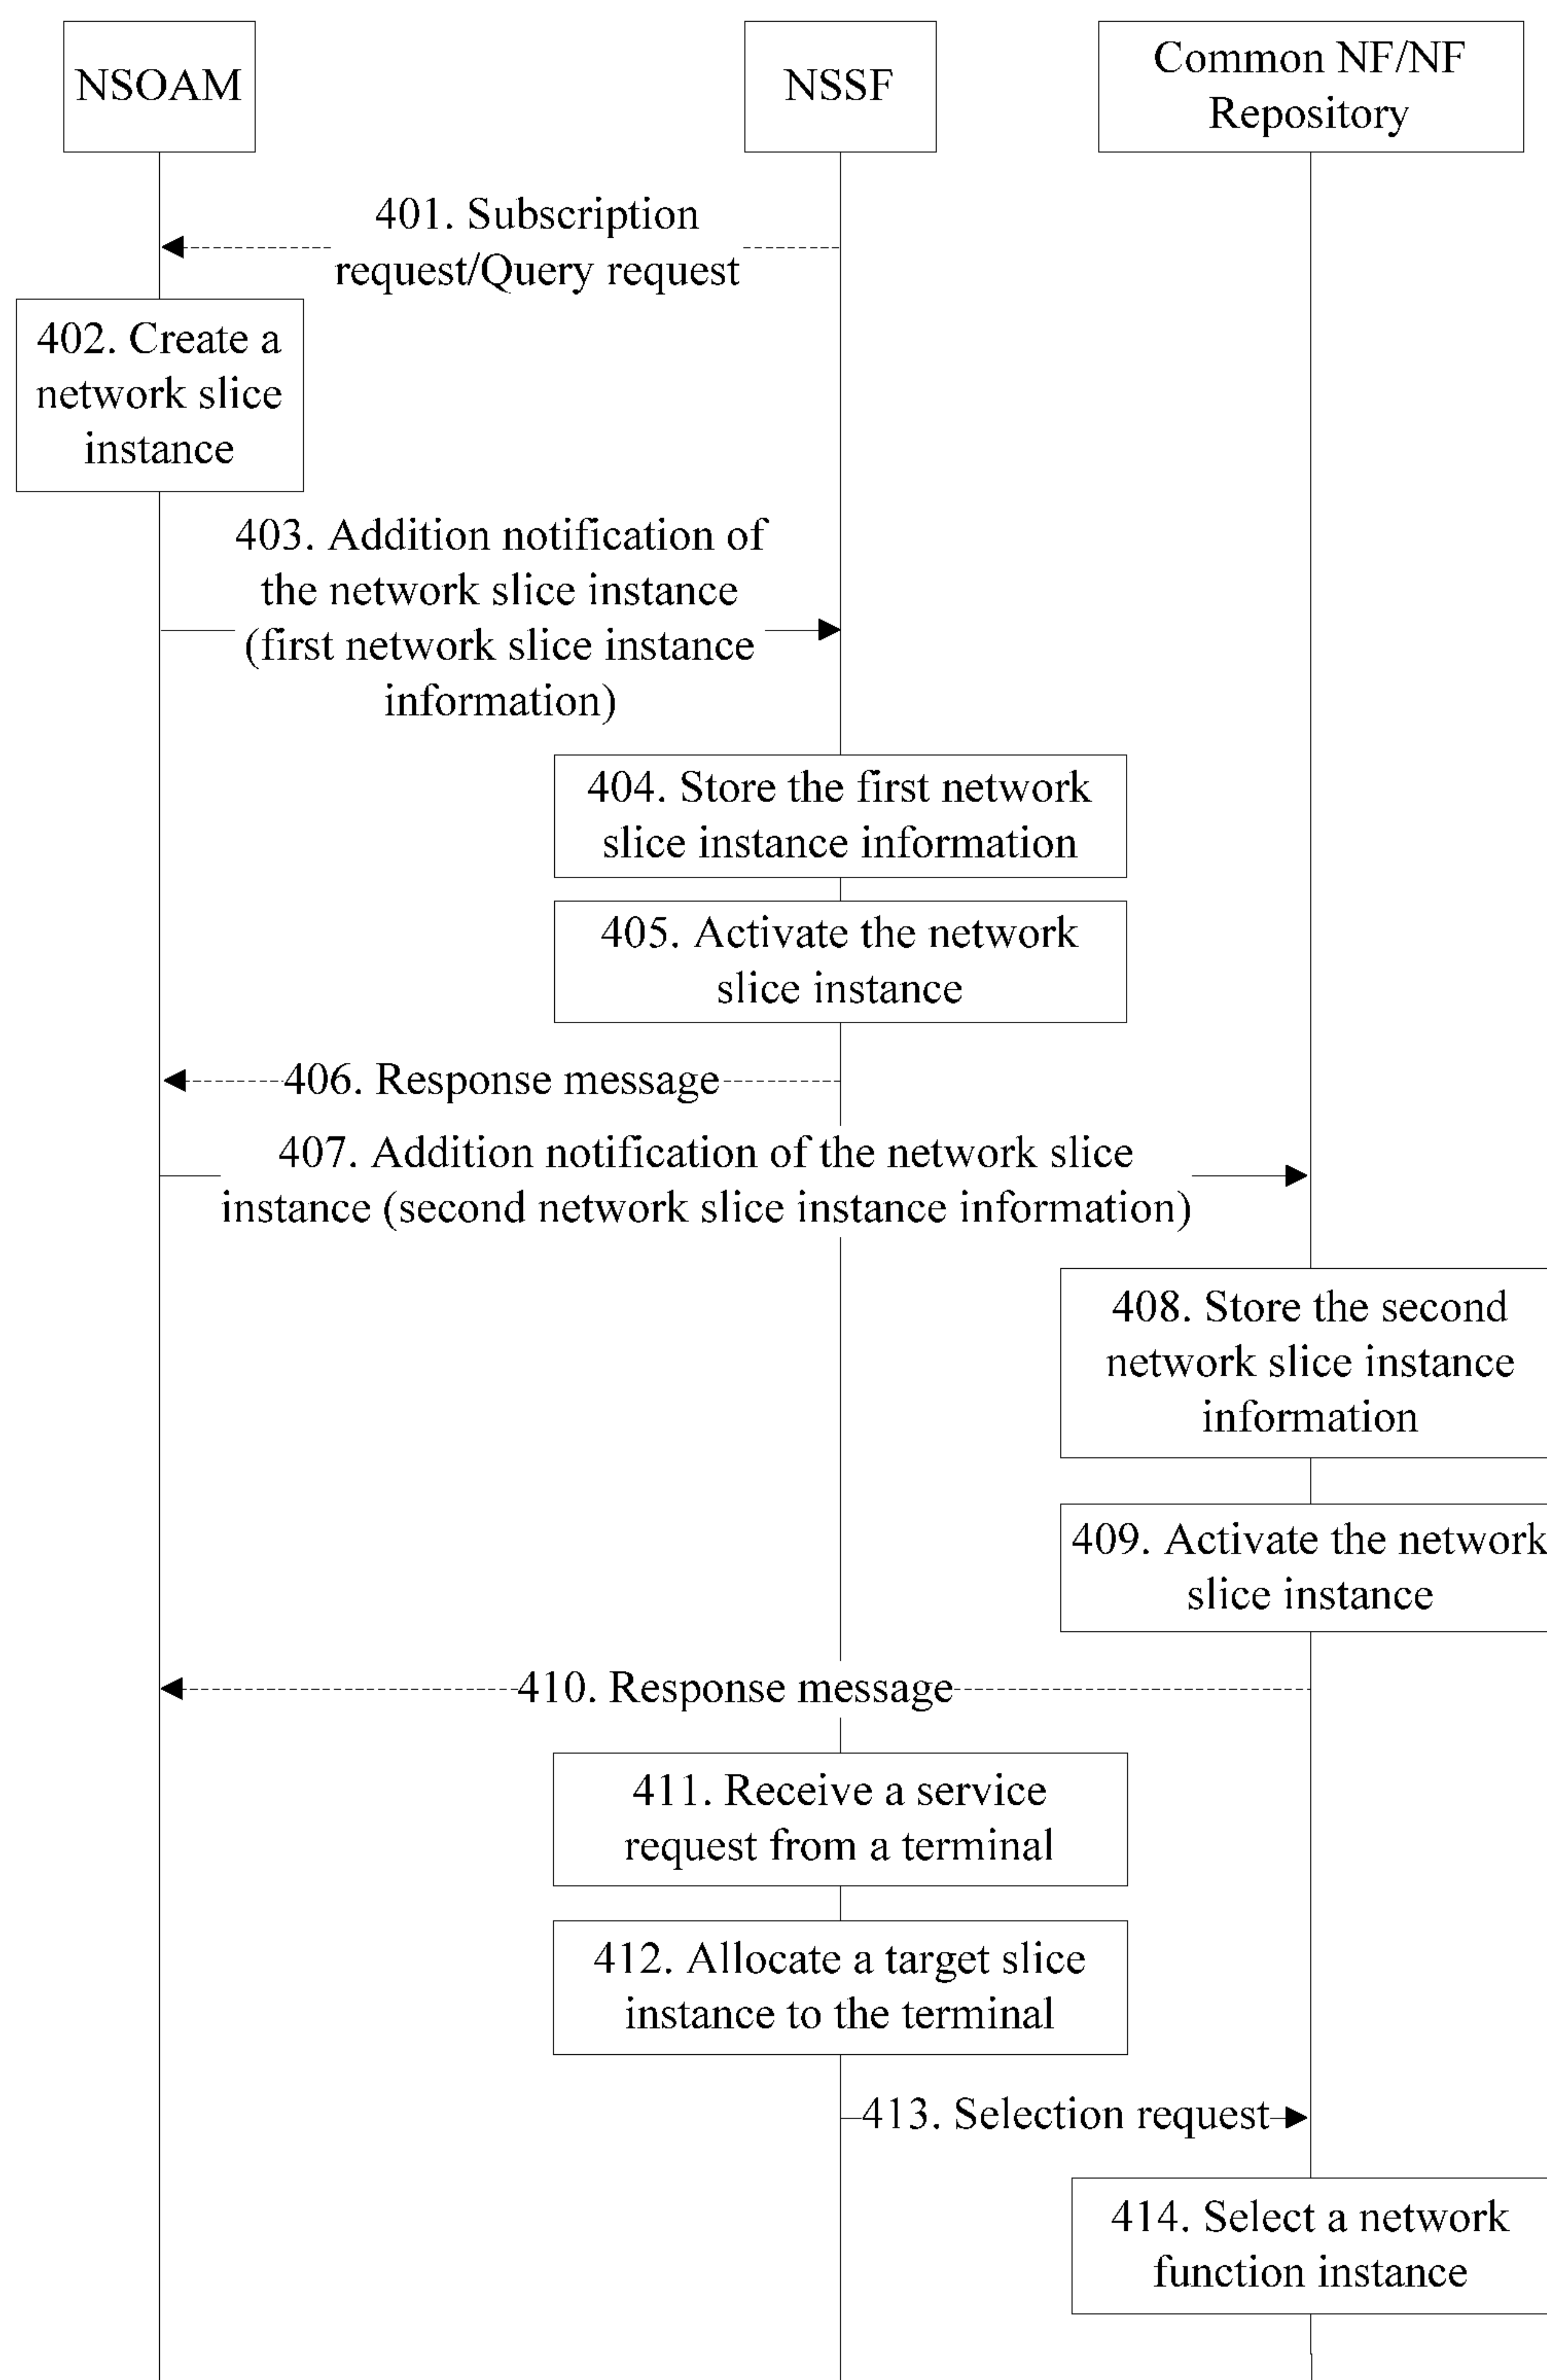 NSOAM
NSSF
Common NF/NF
Repository
401. Subscription
request/Query request
402. Create a
network slice
instance
403. Addition notification of
the network slice instance
(first network slice instance
information)
404. Store the first network
slice instance information
405. Activate the network
slice instance
406. Response message
407. Addition notification of the network slice
instance (second network slice instance information)
408. Store the second
network slice instance
information
409. Activate the network
slice instance
410. Response message
411. Receive a service
request from a terminal
412. Allocate a target slice
instance to the terminal
413. Selection request
414. Select a network
function instance